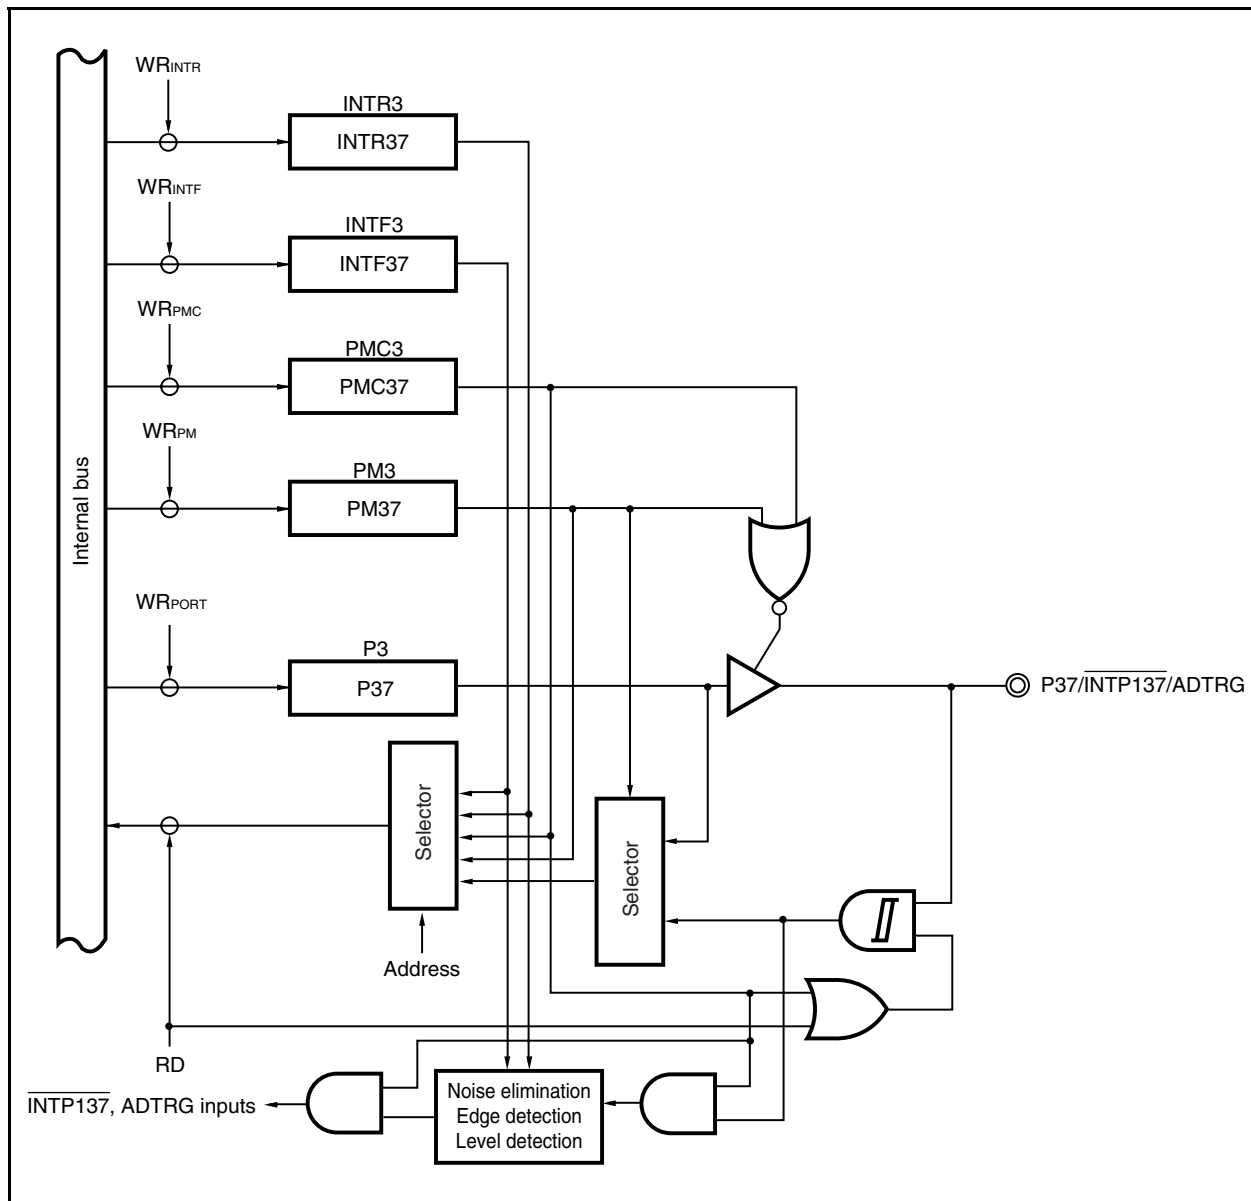 WRINTR
INTR3
INTR37
WRINTF
INTF3
INTF37
WRPMC
PMC3
PMC37
WRPM
PM3
PM37
Internal bus
WRPORT
P3
P37
P37/INTP137/ADTRG
Selector
Selector
Address
RD
INTP137, ADTRG inputs
Noise elimination
Edge detection
Level detection